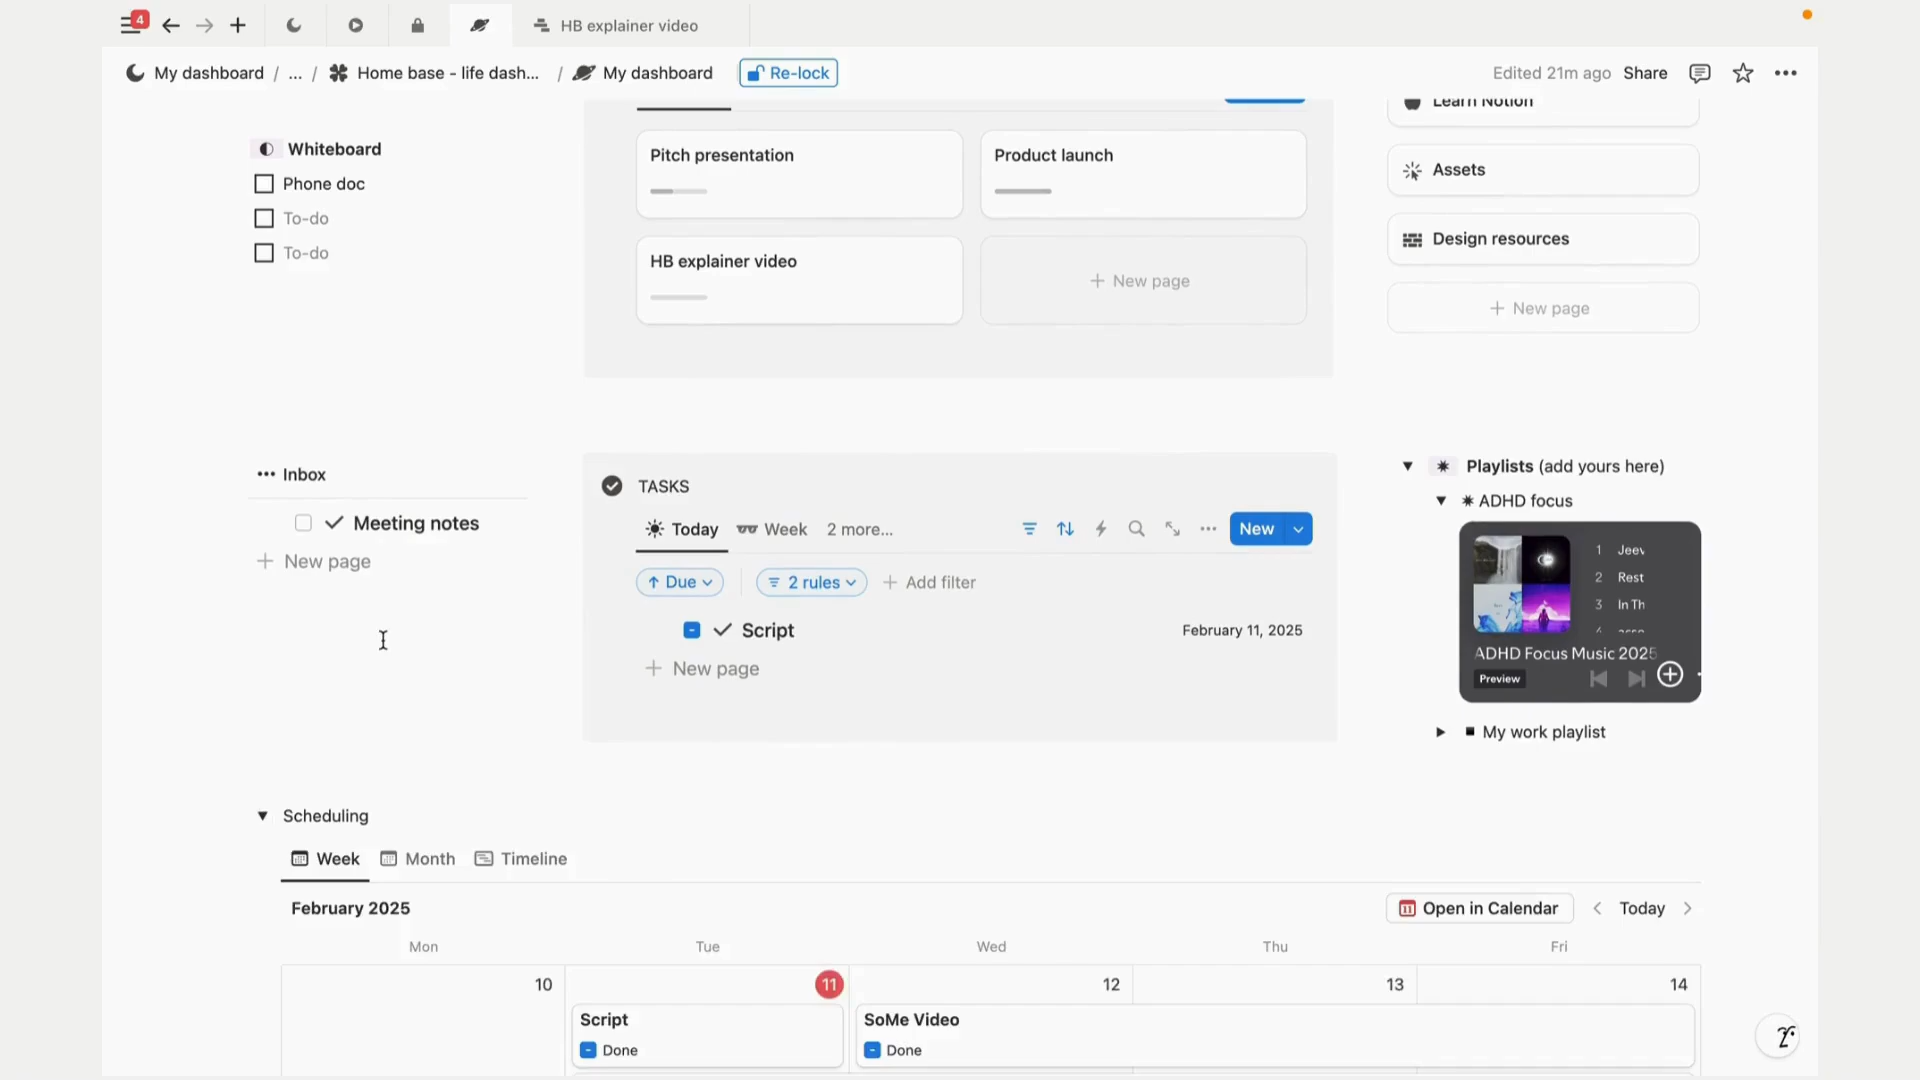 4
HB explainer video
My dashboard / ... / Home base - life dash... / My dashboard
Re-lock
Edited 21m ago
Share
Whiteboard
Phone doc
To-do
To-do
Pitch presentation
Product launch
HB explainer video
+ New page
Learn Notion
Assets
Design resources
+ New page
Inbox
Meeting notes
+ New page
TASKS
Today
Week
2 more...
New
Due
2 rules
+ Add filter
Script
February 11, 2025
+ New page
Playlists (add yours here)
ADHD focus
1 Jeev
2 Rest
3 In Th
4
ADHD Focus Music 2025
Preview
My work playlist
Scheduling
Week
Month
Timeline
February 2025
11
Open in Calendar
Today
Mon
Tue
Wed
Thu
Fri
10
11
12
13
14
Script
Done
SoMe Video
Done